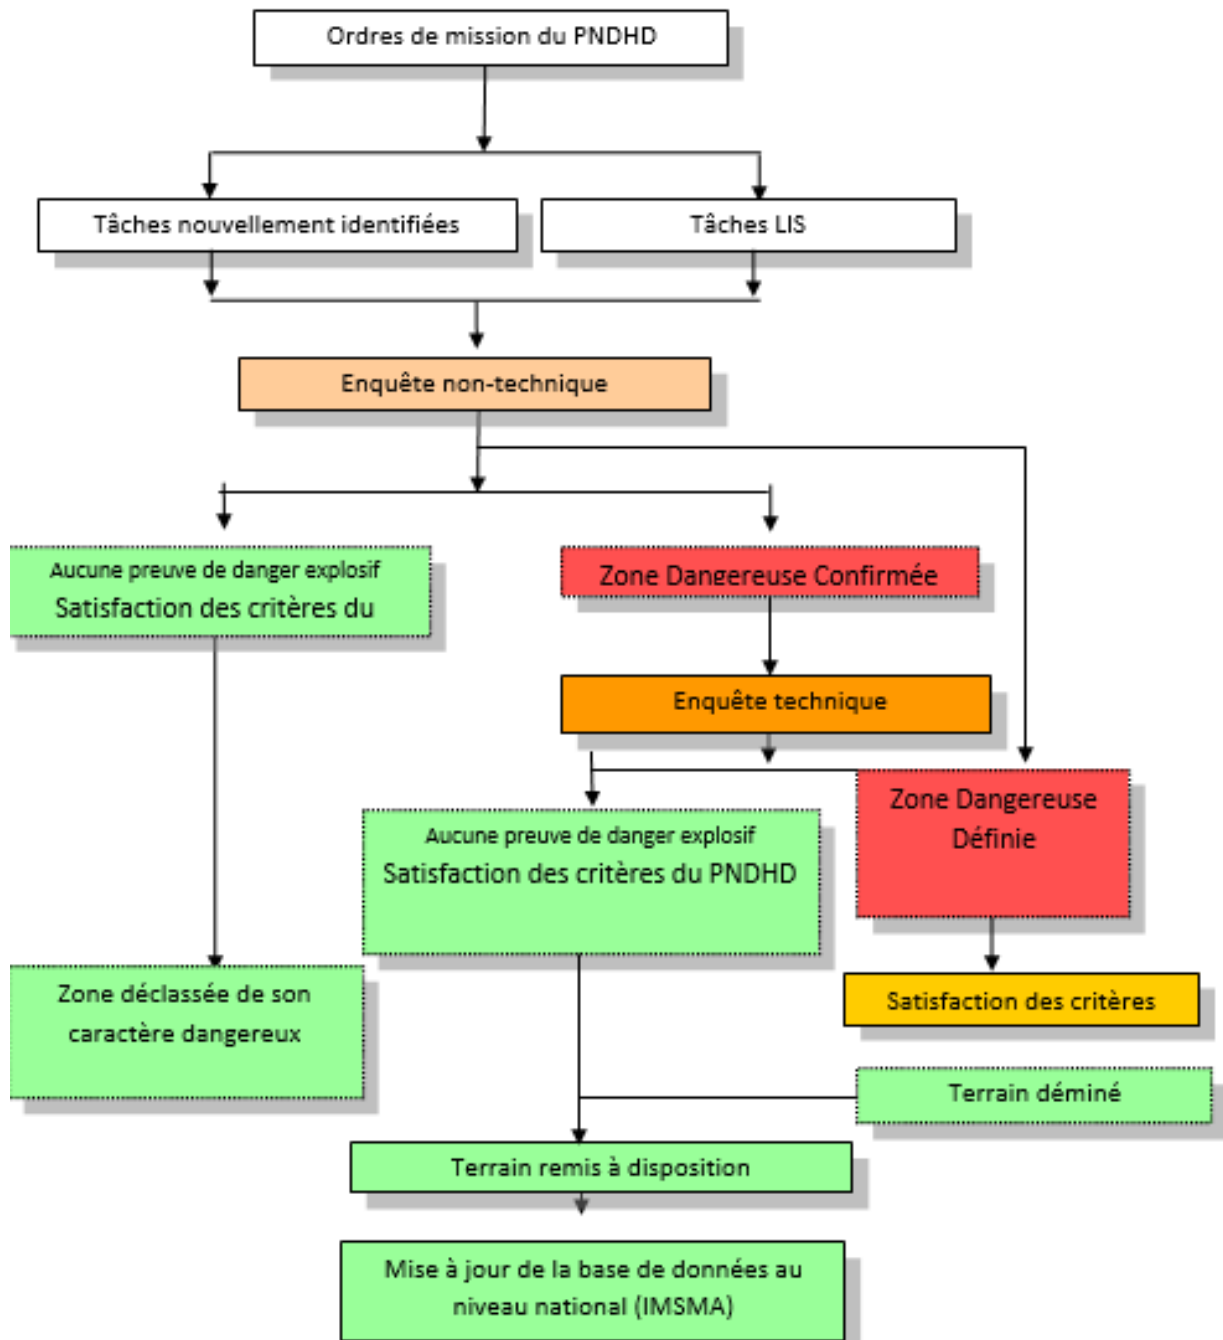 Ordres de mission du PNDHD
Tâches nouvellement identifiées
Tâches LIS
Enquête non-technique
Aucune preuve de danger explosif
Satisfaction des critères du
Zone Dangereuse Confirmée
Enquête technique
Zone Dangereuse
Définie
Aucune preuve de danger explosif
Satisfaction des critères du PNDHD
Zone déclassée de son
caractère dangereux
Satisfaction des critères
Terrain déminé
Terrain remis à disposition
Mise à jour de la base de données au
niveau national (IMSMA)